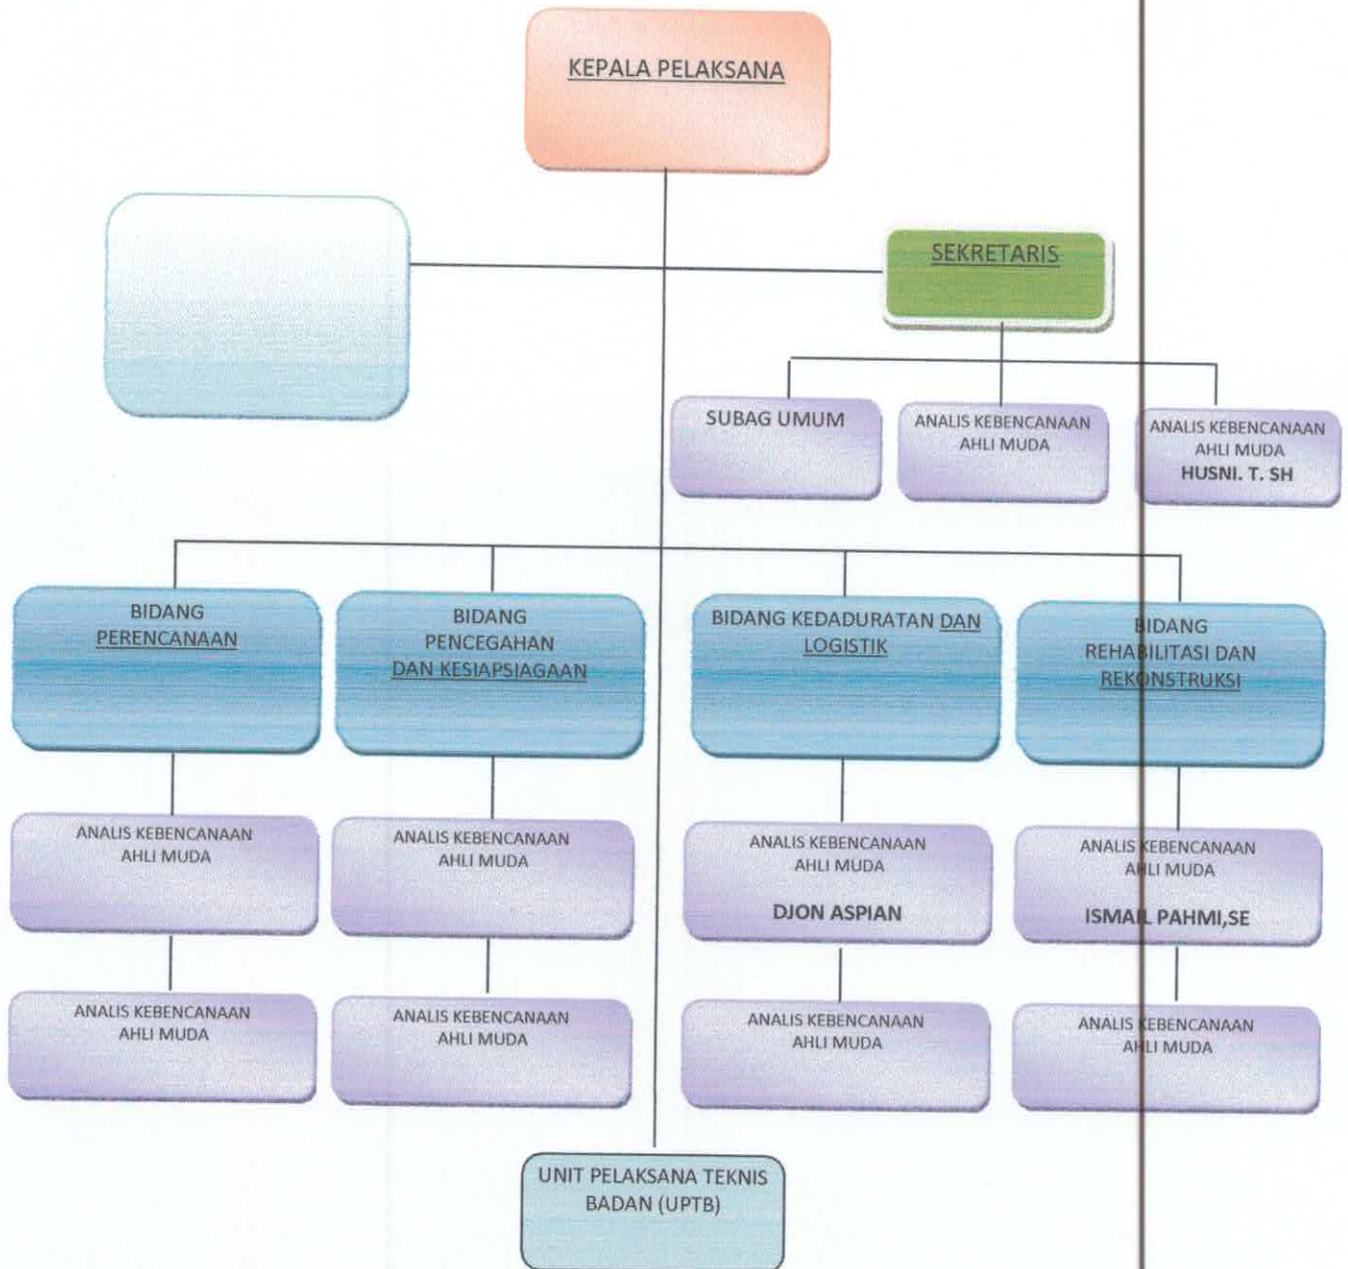 KEPALA PELAKSANA
SEKRETARIS
SUBAG UMUM
ANALIS KEBENCANAAN
AHLI MUDA
ANALIS KEBENCANAAN
AHLI MUDA
HUSNI. T. SH
BIDANG
PERENCANAAN
BIDANG
PENCEGAHAN
DAN KESIAPSIAGAAN
BIDANG KEDADURATAN DAN
LOGISTIK
BIDANG
REHABILITASI DAN
REKONSTRUKSI
ANALIS KEBENCANAAN
AHLI MUDA
ANALIS KEBENCANAAN
AHLI MUDA
ANALIS KEBENCANAAN
AHLI MUDA
DJON ASPIAN
ANALIS KEBENCANAAN
AHLI MUDA
ISMAIL PAHMI,SE
ANALIS KEBENCANAAN
AHLI MUDA
ANALIS KEBENCANAAN
AHLI MUDA
ANALIS KEBENCANAAN
AHLI MUDA
ANALIS KEBENCANAAN
AHLI MUDA
UNIT PELAKSANA TEKNIS
BADAN (UPTB)